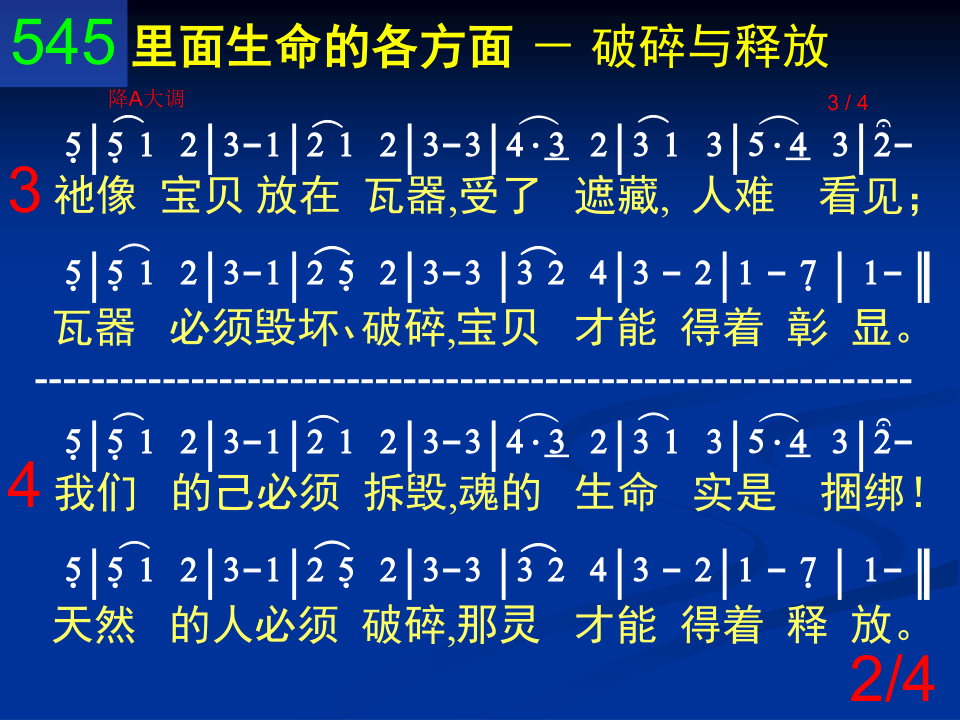 545 里面生命的各方面 － 破碎与释放
降A大调 3 / 4
5̣|5̣ 1 2|3-1|2 1 2|3-3|4·3̲ 2|3 1 3|5·4̲ 3|2-
3 祂像 宝贝 放在 瓦器,受了 遮藏, 人难 看见；
5̣|5̣ 1 2|3-1|2 5̣ 2|3-3|3 2 4|3 - 2|1 - 7̣ | 1-‖
瓦器 必须毁坏、破碎,宝贝 才能 得着 彰 显。
--------------------------------------------------------------
5̣|5̣ 1 2|3-1|2 1 2|3-3|4·3̲ 2|3 1 3|5·4̲ 3|2-
4 我们 的己必须 拆毁,魂的 生命 实是 捆绑！
5̣|5̣ 1 2|3-1|2 5̣ 2|3-3|3 2 4|3 - 2|1 - 7̣ | 1-‖
天然 的人必须 破碎,那灵 才能 得着 释 放。
2/4